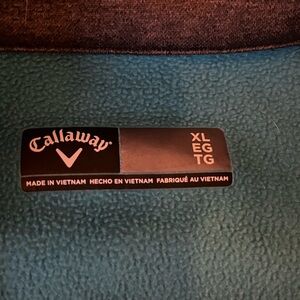 Callaway
XL
EG
TG
MADE IN VIETNAM HECHO EN VIETNAM FABRIQUÉ AU VIETNAM